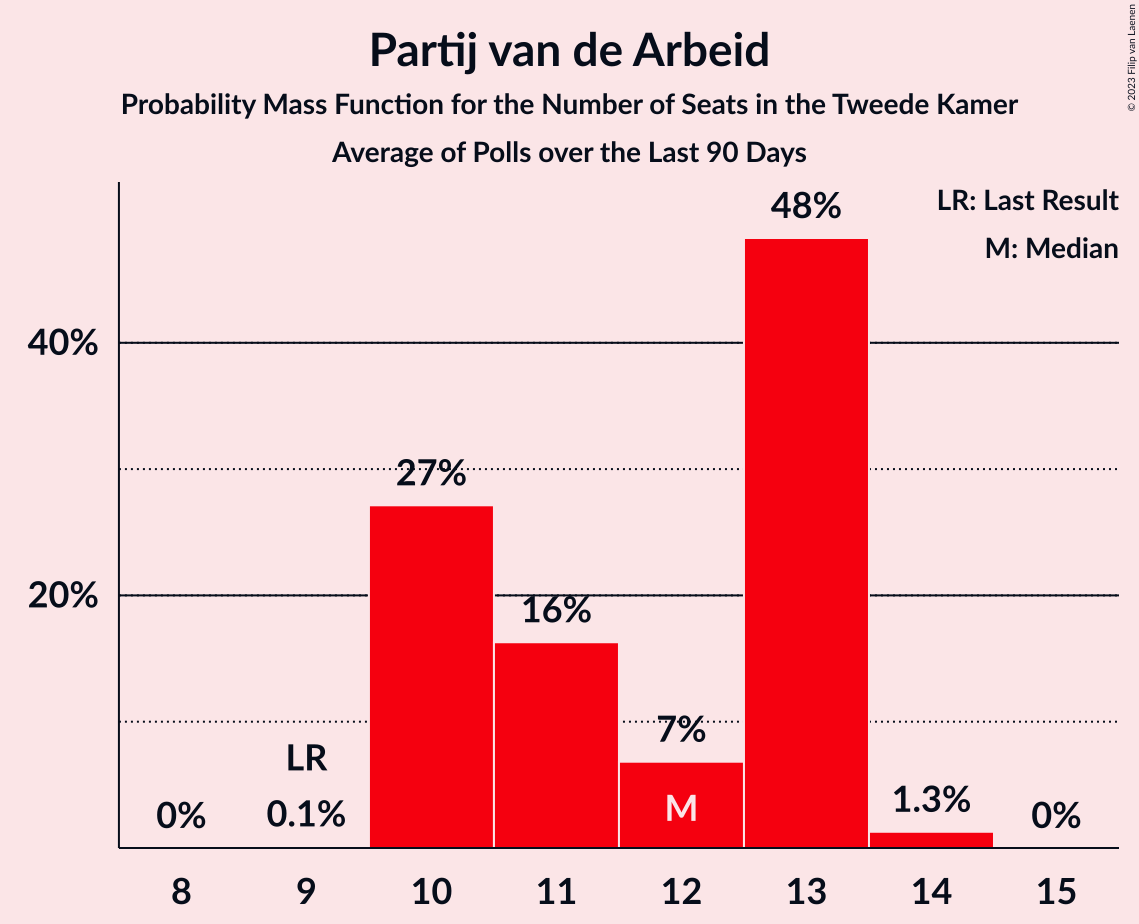 Partij van de Arbeid
Probability Mass Function for the Number of Seats in the Tweede Kamer
Average of Polls over the Last 90 Days
© 2023 Filip van Laenen
LR: Last Result
M: Median
48%
40%
27%
20%
16%
7%
LR
0%
0.1%
M
1.3%
0%
8 9 10 11 12 13 14 15